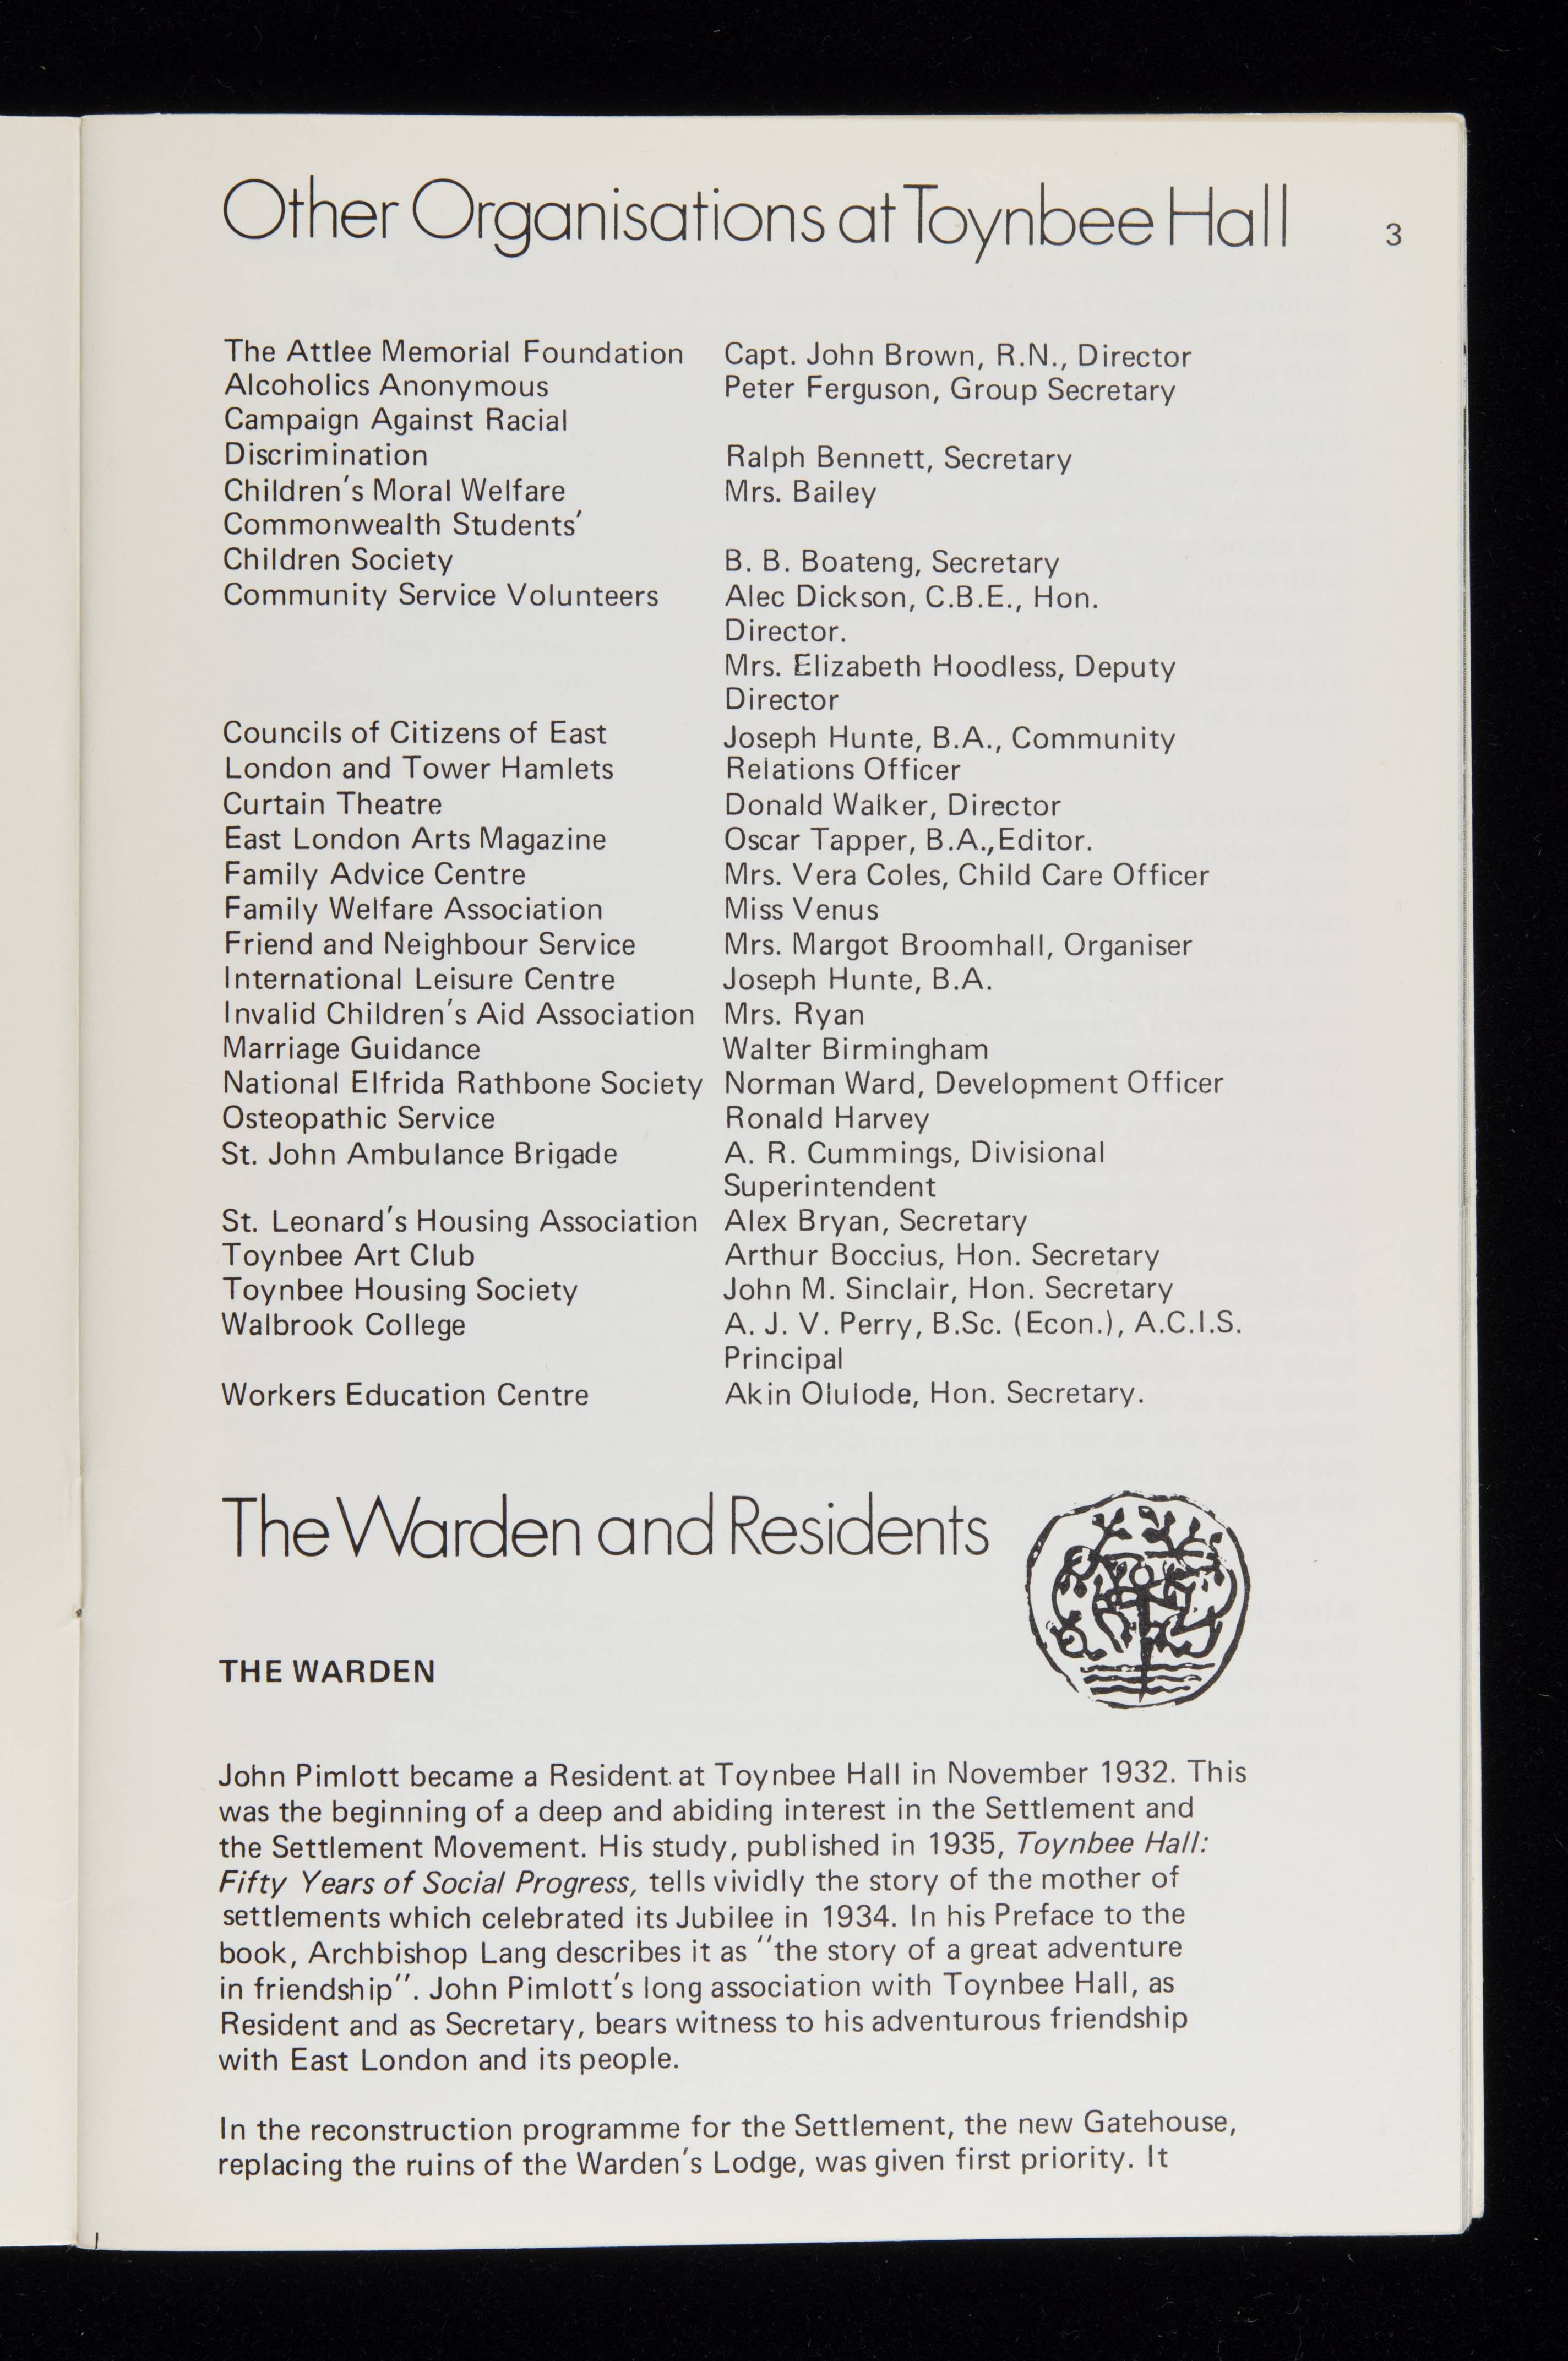 Other Organisations at Toynbee Hall
3
The Attlee Memorial Foundation Capt. John Brown, R.N., Director
Alcoholics Anonymous Peter Ferguson, Group Secretary
Campaign Against Racial
Discrimination Ralph Bennett, Secretary
Children's Moral Welfare Mrs. Bailey
Commonwealth Students'
Children Society B. B. Boateng, Secretary
Community Service Volunteers Alec Dickson, C.B.E., Hon.
Director.
Mrs. Elizabeth Hoodless, Deputy
Director
Councils of Citizens of East Joseph Hunte, B.A., Community
London and Tower Hamlets Relations Officer
Curtain Theatre Donald Walker, Director
East London Arts Magazine Oscar Tapper, B.A.,Editor.
Family Advice Centre Mrs. Vera Coles, Child Care Officer
Family Welfare Association Miss Venus
Friend and Neighbour Service Mrs. Margot Broomhall, Organiser
International Leisure Centre Joseph Hunte, B.A.
Invalid Children's Aid Association Mrs. Ryan
Marriage Guidance Walter Birmingham
National Elfrida Rathbone Society Norman Ward, Development Officer
Osteopathic Service Ronald Harvey
St. John Ambulance Brigade A. R. Cummings, Divisional
Superintendent
St. Leonard's Housing Association Alex Bryan, Secretary
Toynbee Art Club Arthur Boccius, Hon. Secretary
Toynbee Housing Society John M. Sinclair, Hon. Secretary
Walbrook College A. J. V. Perry, B.Sc. (Econ.), A.C.I.S.
Principal
Workers Education Centre Akin Olulode, Hon. Secretary.
The Warden and Residents
THE WARDEN
John Pimlott became a Resident at Toynbee Hall in November 1932. This
was the beginning of a deep and abiding interest in the Settlement and
the Settlement Movement. His study, published in 1935, Toynbee Hall:
Fifty Years of Social Progress, tells vividly the story of the mother of
settlements which celebrated its Jubilee in 1934. In his Preface to the
book, Archbishop Lang describes it as "the story of a great adventure
in friendship". John Pimlott's long association with Toynbee Hall, as
Resident and as Secretary, bears witness to his adventurous friendship
with East London and its people.
In the reconstruction programme for the Settlement, the new Gatehouse,
replacing the ruins of the Warden's Lodge, was given first priority. It